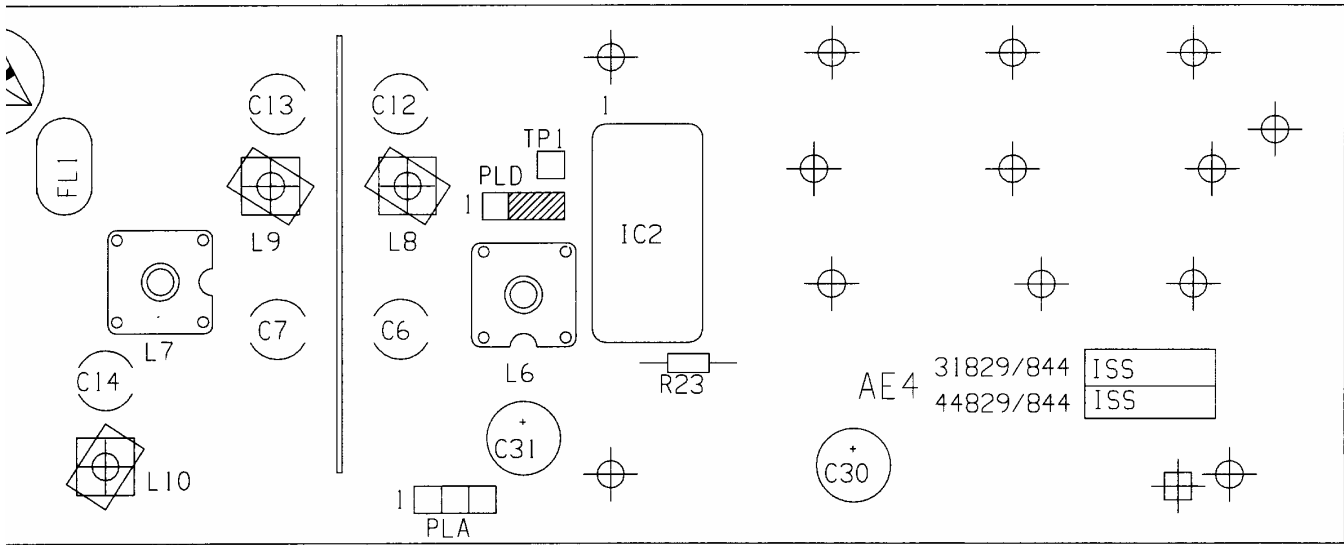 C13
C12
1
TP1
FL1
PLD
1
IC2
L9
L8
C7
C6
L7
L6
R23
C14
AE4
31829/844 ISS
44829/844 ISS
C31
C30
L10
1
PLA